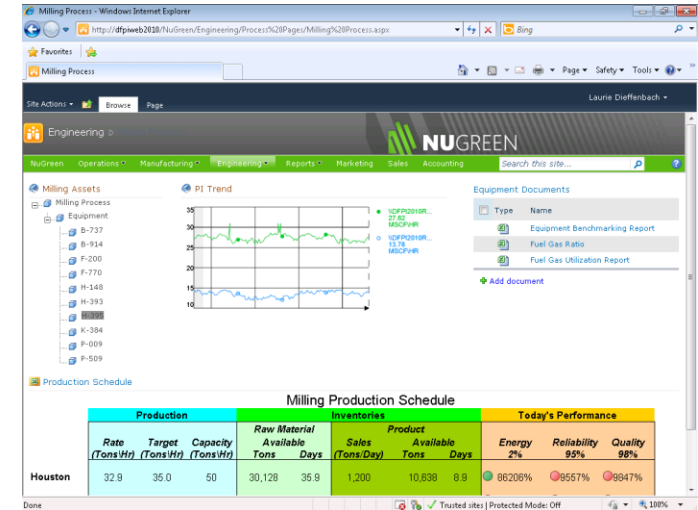 Milling Process - Windows Internet Explorer
http://dfpiweb2010/NuGreen/Engineering/Process%20Pages/Milling%20Process.aspx
Bing
Favorites
Milling Process
Page Safety Tools
Site Actions Browse Page
Laurie Dieffenbach
Engineering
NUGREEN
NuGreen Operations Manufacturing Engineering Reports Marketing Sales Accounting
Search this site...
Milling Assets
Milling Process
Equipment
B-737
B-914
F-200
F-770
H-148
H-393
H-395
K-384
P-009
P-509
PI Trend
35
30
25
20
15
10
\\DFPI2010R...
27.82
MSCF\HR
\\DFPI2010R...
13.78
MSCF\HR
Equipment Documents
Type Name
Equipment Benchmarking Report
Fuel Gas Ratio
Fuel Gas Utilization Report
Add document
Production Schedule
Milling Production Schedule
Production Inventories Today's Performance
Raw Material Product
Rate Target Capacity Available Sales Available Energy Reliability Quality
(Tons\Hr) (Tons\Hr) (Tons\Hr) Tons Days (Tons/Day) Tons Days 2% 95% 98%
Houston 32.9 35.0 50 30,128 35.9 1,200 10,638 8.9 86206% 9557% 9847%
Done
Trusted sites | Protected Mode: Off
100%